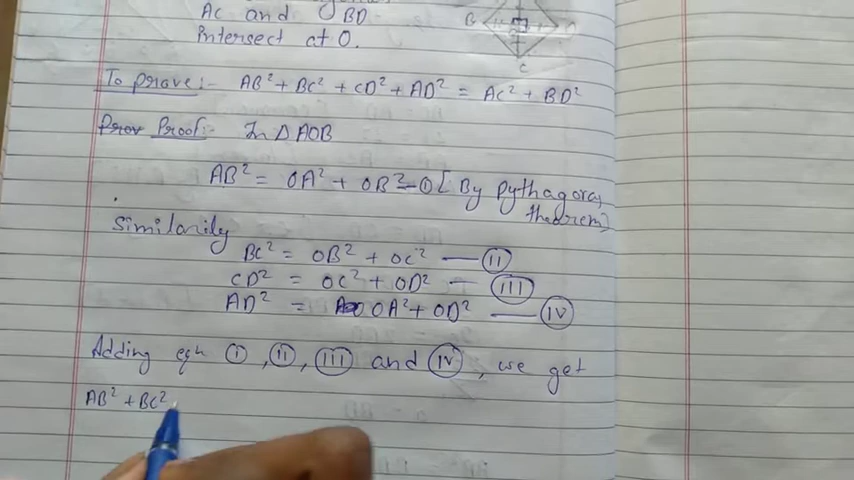 AC and BD
intersect at O.
B
C
To prove:- AB² + BC² + CD² + AD² = AC² + BD²
Prov Proof:- In Δ AOB
AB² = OA² + OB² — ① [By Pythagoras
theorem]
Similarily
BC² = OB² + OC² — Ⅱ
CD² = OC² + OD² — Ⅲ
AD² = OA² + OD² — Ⅳ
Adding eqn Ⅰ, Ⅱ, Ⅲ and Ⅳ, we get
AB² + BC²